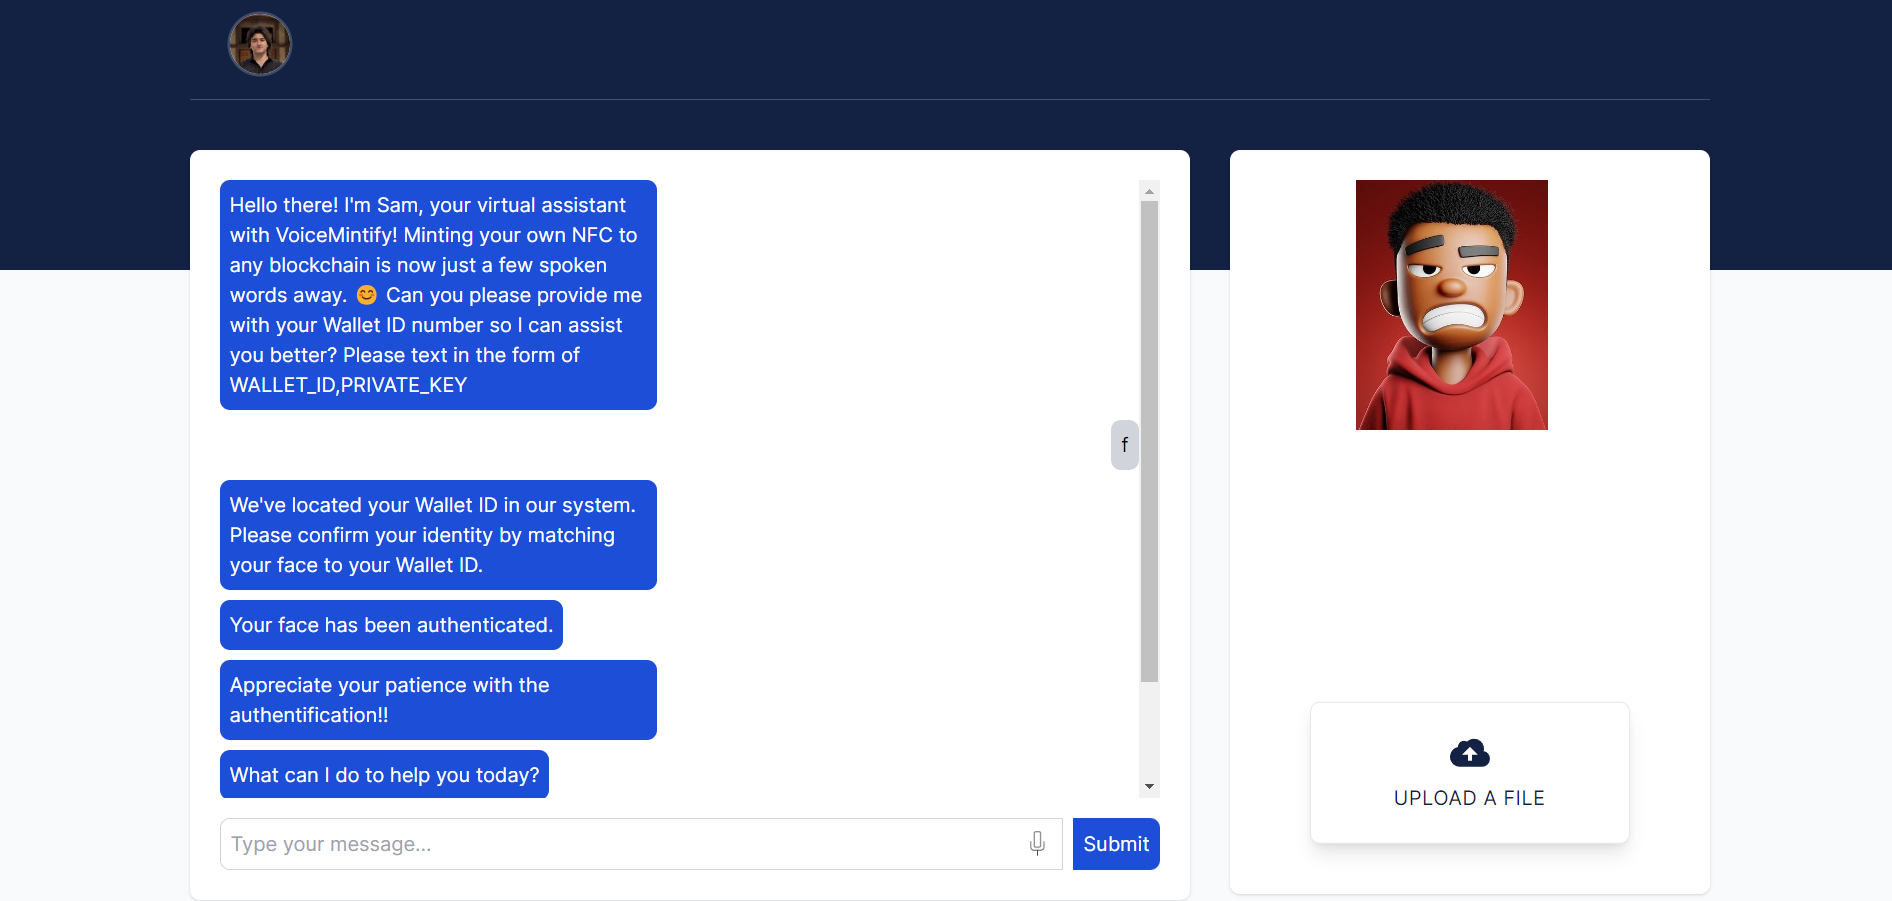 Hello there! I'm Sam, your virtual assistant
with VoiceMintify! Minting your own NFC to
any blockchain is now just a few spoken
words away. 😊 Can you please provide me
with your Wallet ID number so I can assist
you better? Please text in the form of
WALLET_ID,PRIVATE_KEY
f
We've located your Wallet ID in our system.
Please confirm your identity by matching
your face to your Wallet ID.
Your face has been authenticated.
Appreciate your patience with the
authentification!!
What can I do to help you today?
Type your message...
Submit
UPLOAD A FILE